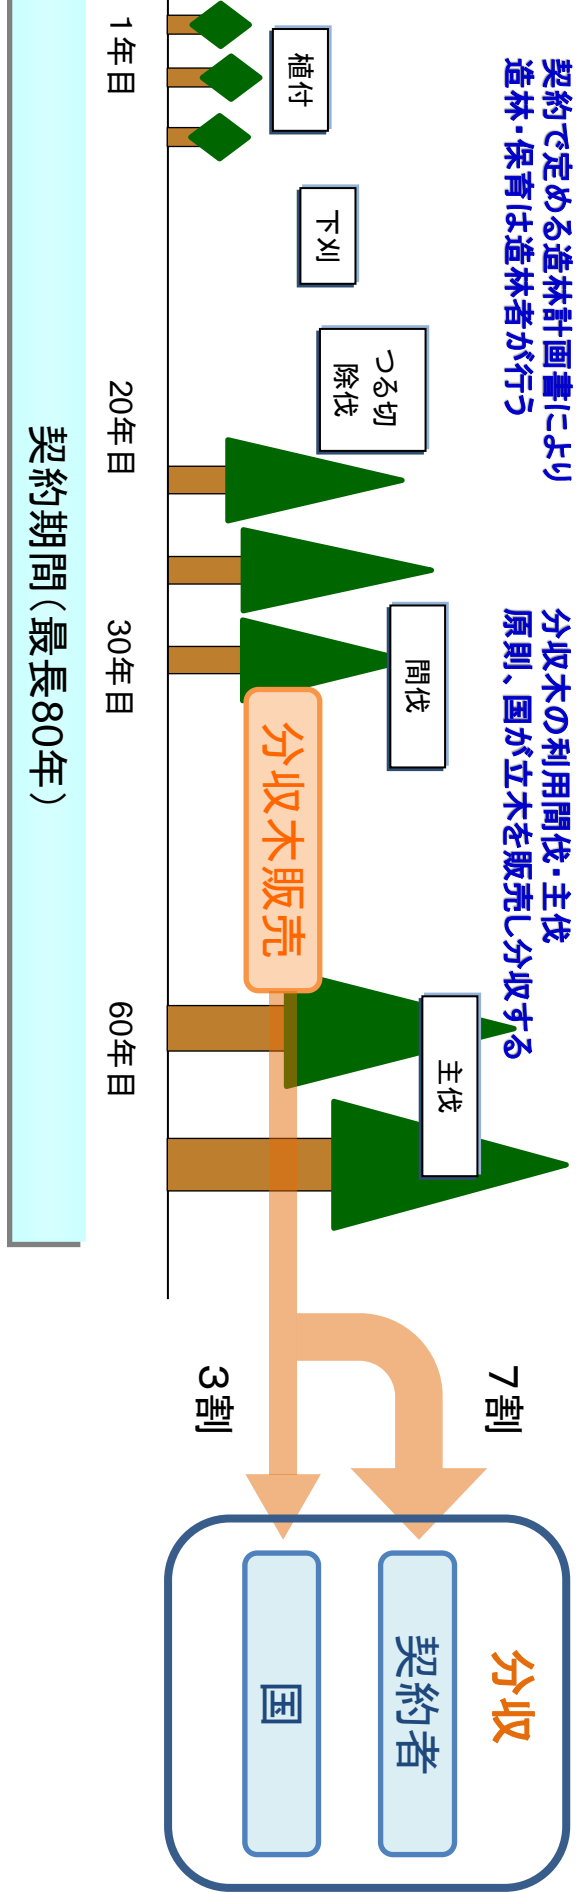 契約で定める造林計画書により
造林・保育は造林者が行う
分収木の利用間伐・主伐
原則、国が立木を販売し分収する
植付
下刈
つる切
除伐
間伐
主伐
分収木販売
7割
3割
分収
契約者
国
1年目
20年目
30年目
60年目
契約期間(最長80年)